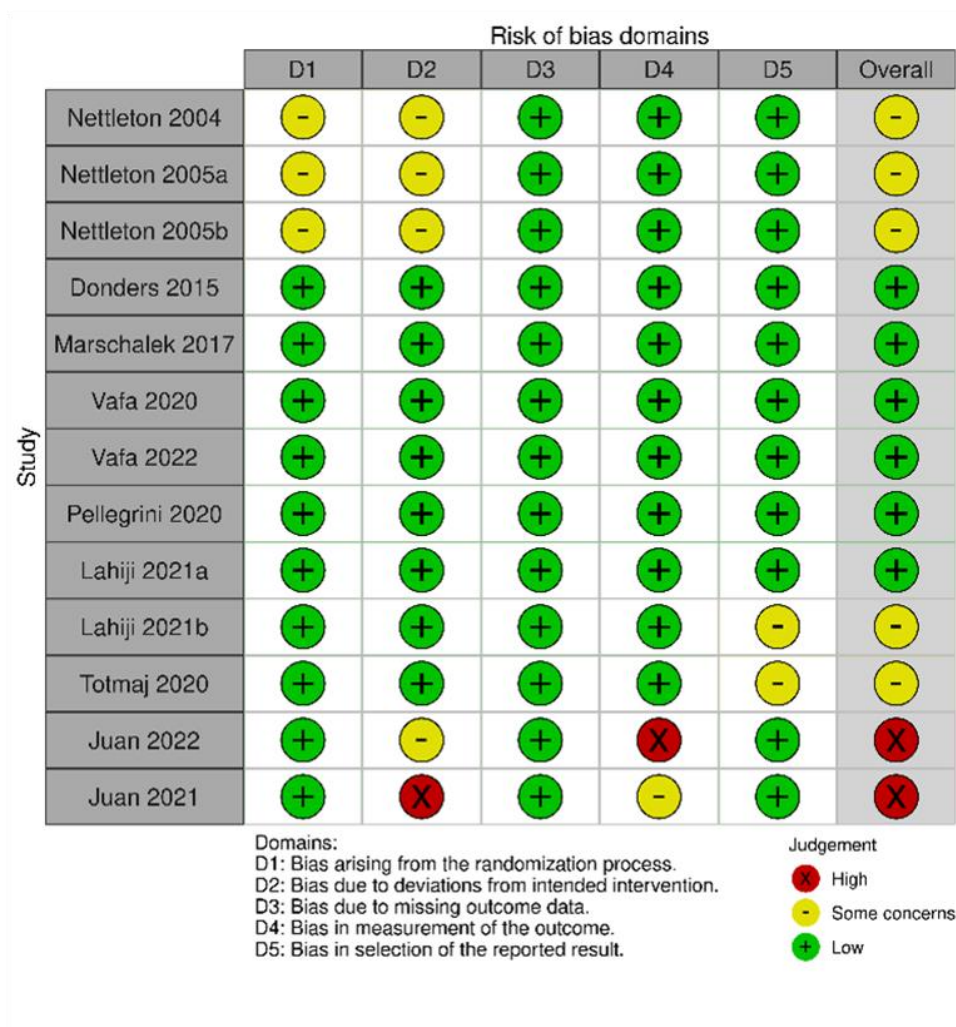 Risk of bias domains
D1 D2 D3 D4 D5 Overall
Study
Nettleton 2004 - - + + + -
Nettleton 2005a - - + + + -
Nettleton 2005b - - + + + -
Donders 2015 + + + + + +
Marschalek 2017 + + + + + +
Vafa 2020 + + + + + +
Vafa 2022 + + + + + +
Pellegrini 2020 + + + + + +
Lahiji 2021a + + + + + +
Lahiji 2021b + + + + - -
Totmaj 2020 + + + + - -
Juan 2022 + - + X + X
Juan 2021 + X + - + X
Domains:
D1: Bias arising from the randomization process.
D2: Bias due to deviations from intended intervention.
D3: Bias due to missing outcome data.
D4: Bias in measurement of the outcome.
D5: Bias in selection of the reported result.
Judgement
X High
- Some concerns
+ Low